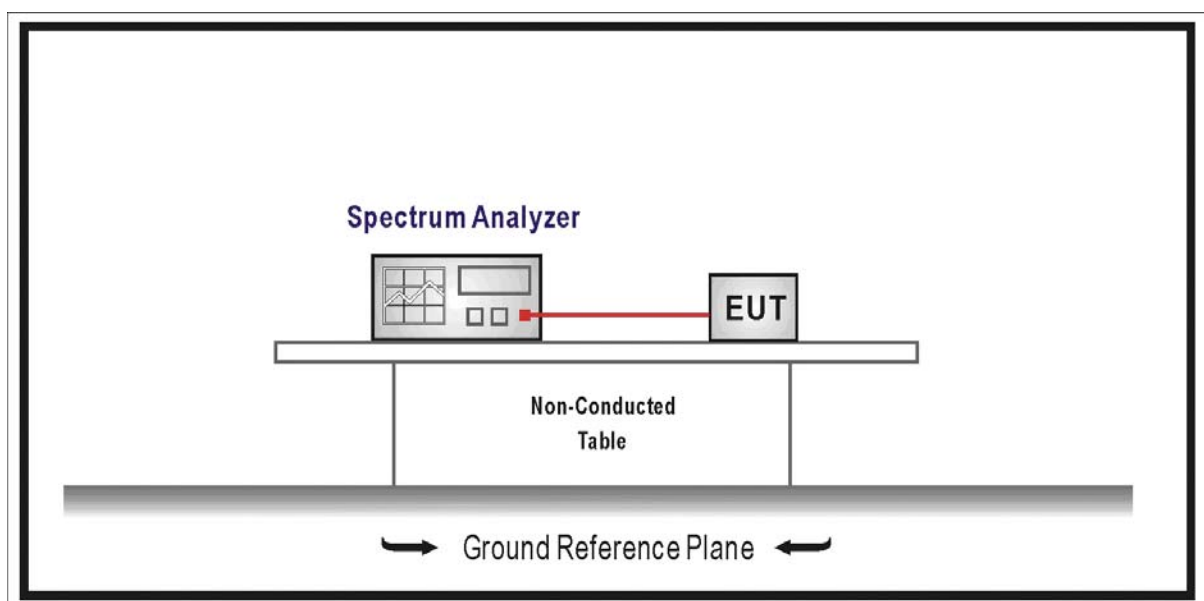 Spectrum Analyzer
EUT
Non-Conducted
Table
Ground Reference Plane